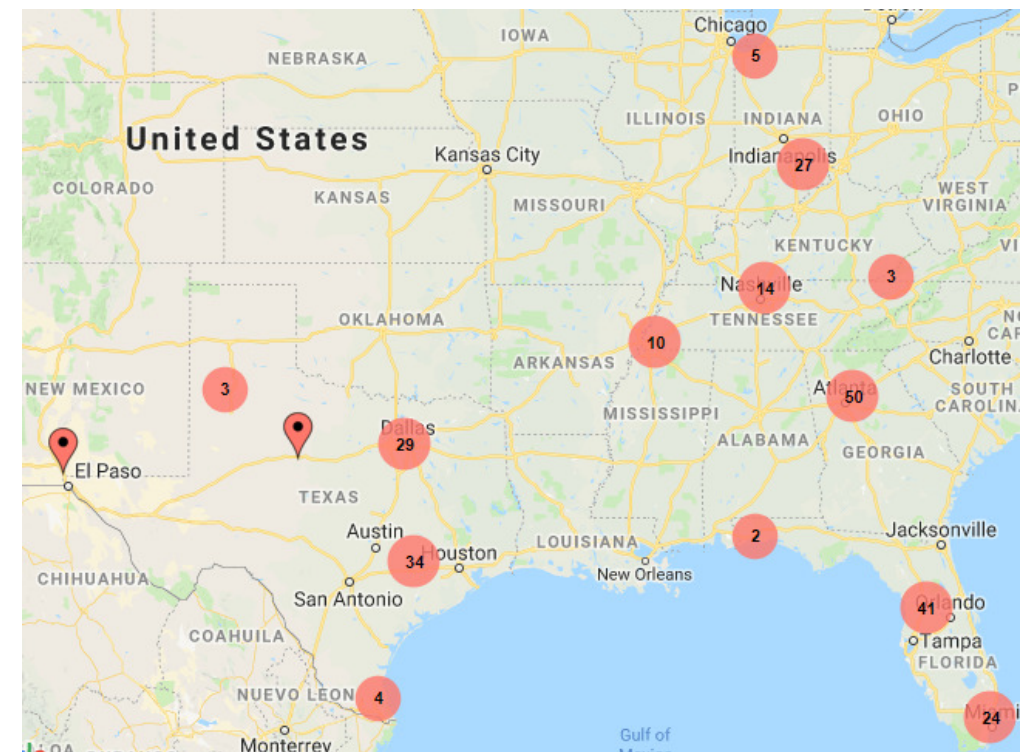 Chicago
5
IOWA
NEBRASKA
ILLINOIS
INDIANA
OHIO
United States
Kansas City
Indianapolis
27
COLORADO
KANSAS
MISSOURI
WEST
VIRGINIA
KENTUCKY
3
Nashville
14
TENNESSEE
OKLAHOMA
10
ARKANSAS
Charlotte
NEW MEXICO
3
Atlanta
50
SOUTH
MISSISSIPPI
ALABAMA
GEORGIA
Dallas
29
El Paso
TEXAS
Austin
34
Houston
LOUISIANA
2
Jacksonville
New Orleans
CHIHUAHUA
San Antonio
41
Orlando
Tampa
FLORIDA
COAHUILA
NUEVO LEON
4
Miami
24
Monterrey
Gulf of